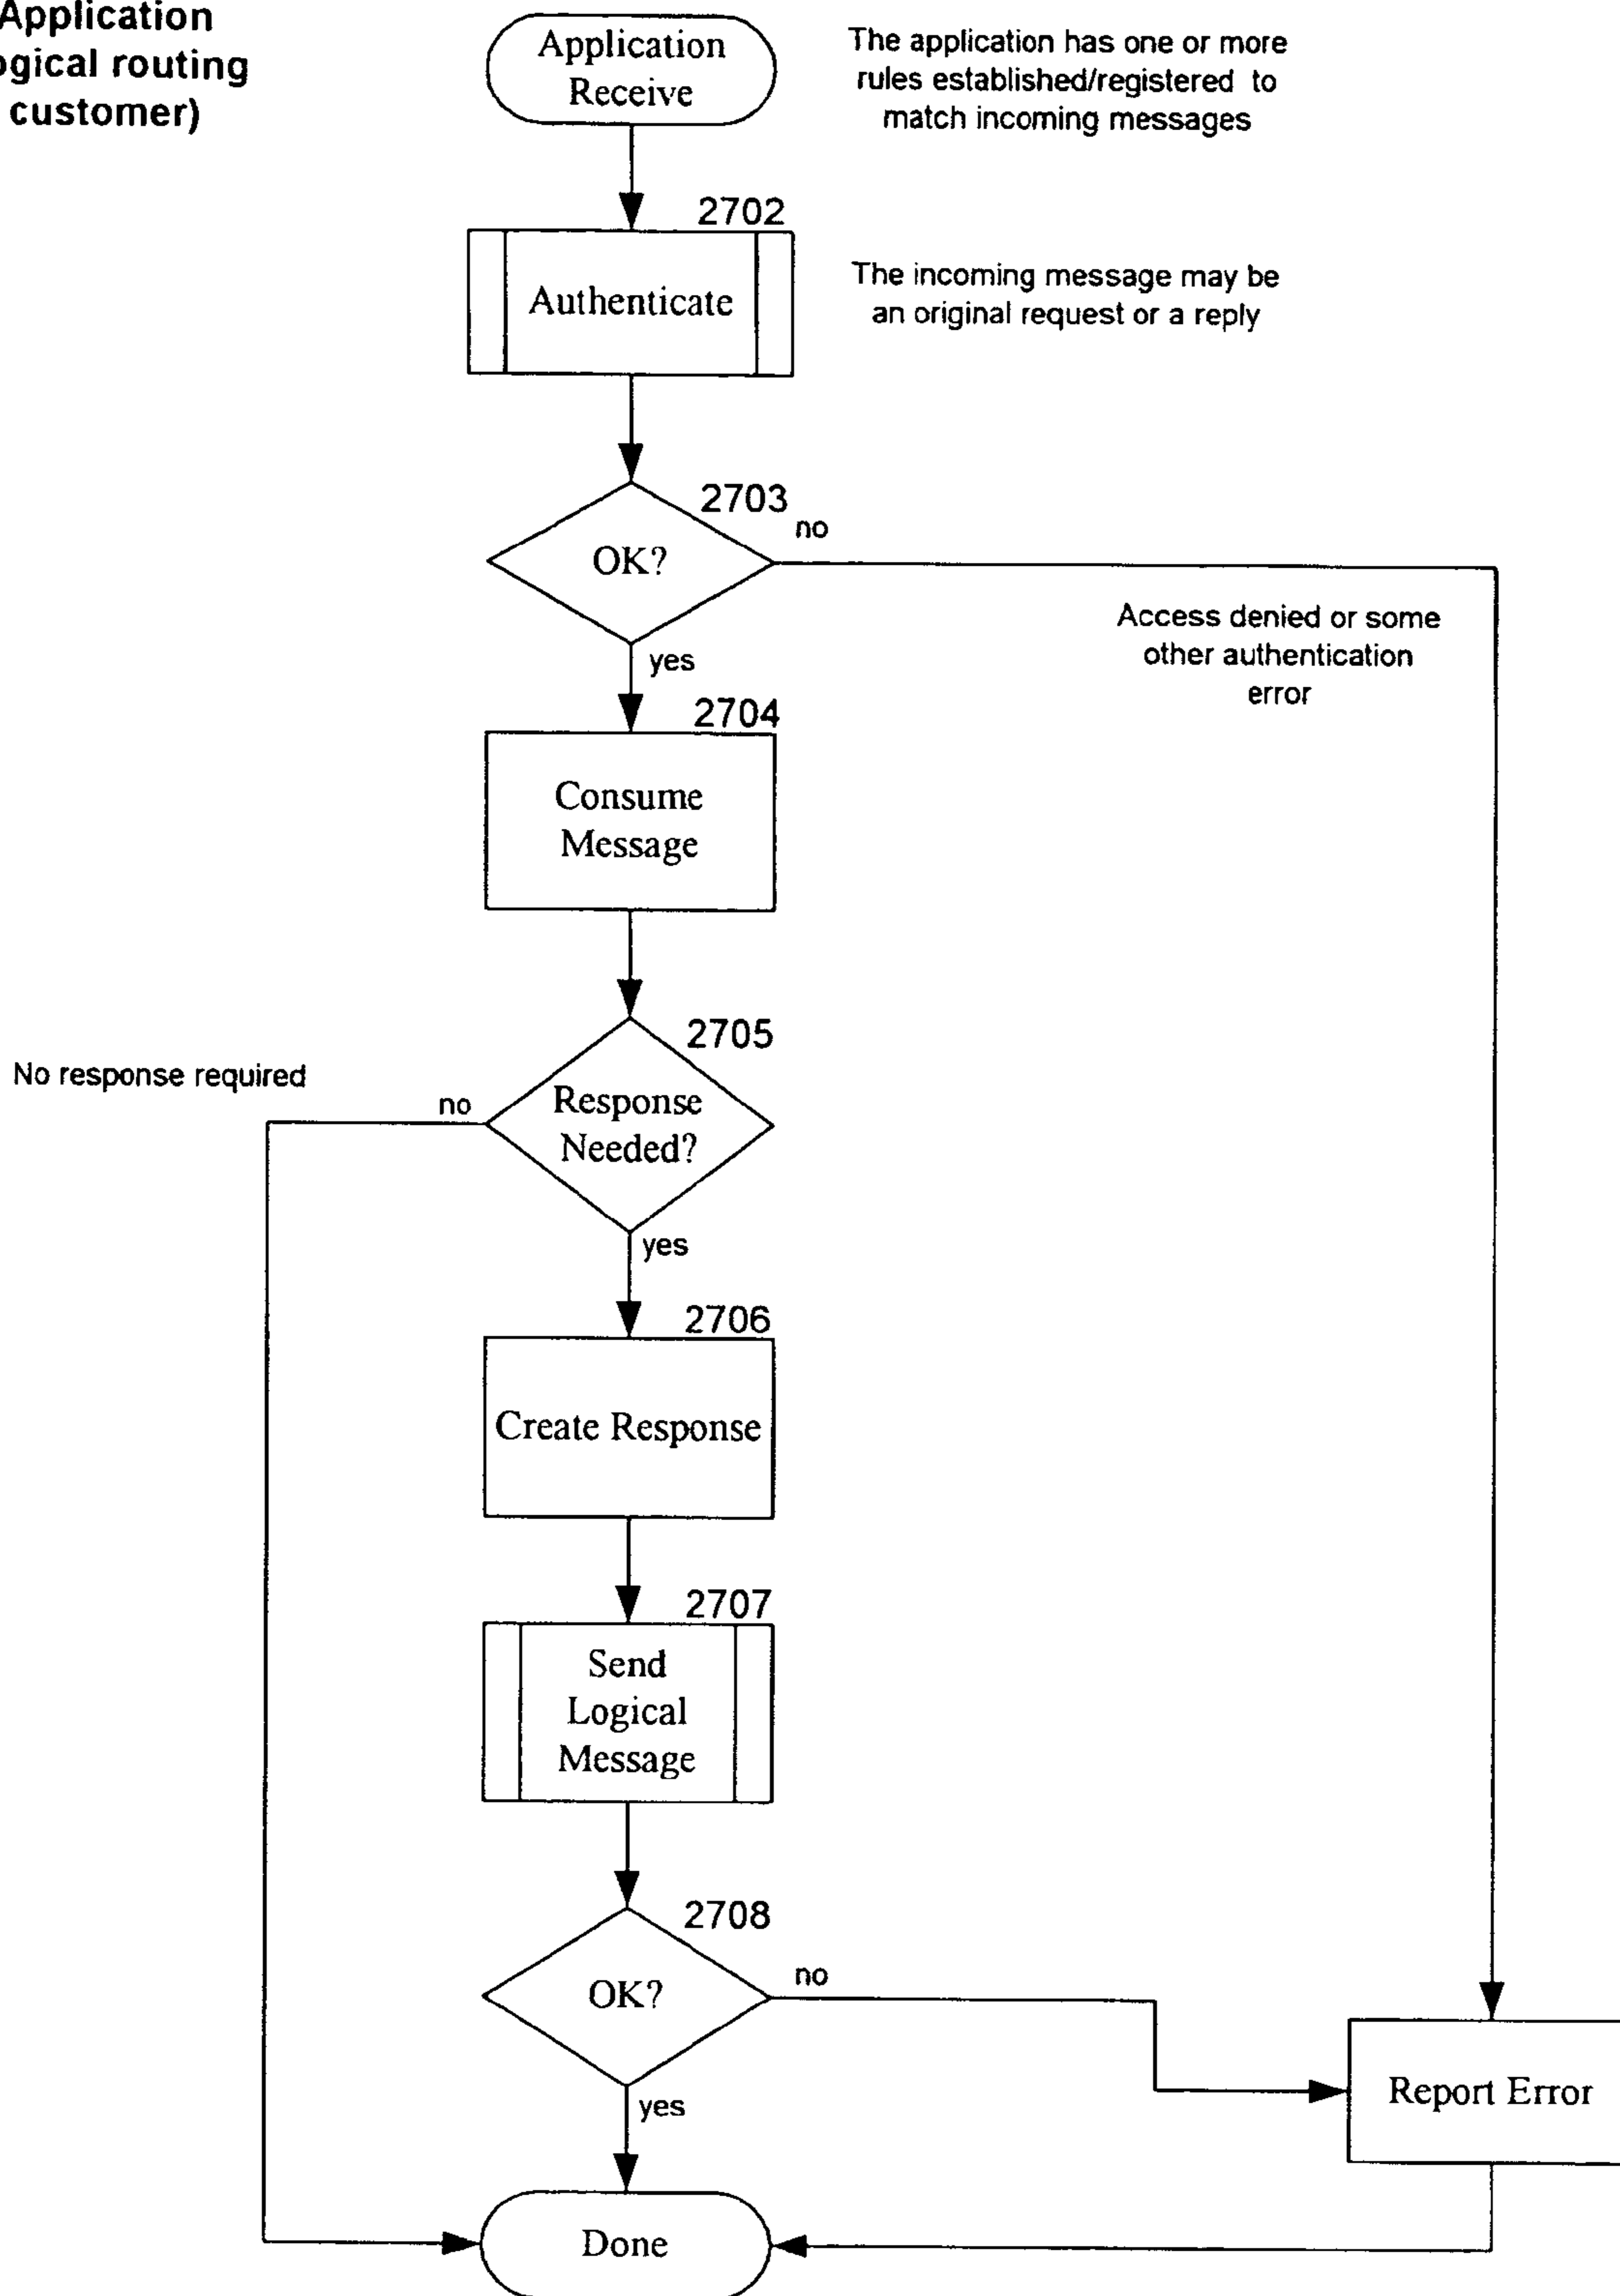 Application
ogical routing
customer)
Application
Receive
The application has one or more
rules established/registered to
match incoming messages
2702
Authenticate
The incoming message may be
an original request or a reply
2703
no
OK?
Access denied or some
other authentication
error
yes
2704
Consume
Message
2705
No response required
no
Response
Needed?
yes
2706
Create Response
2707
Send
Logical
Message
2708
no
OK?
Report Error
yes
Done